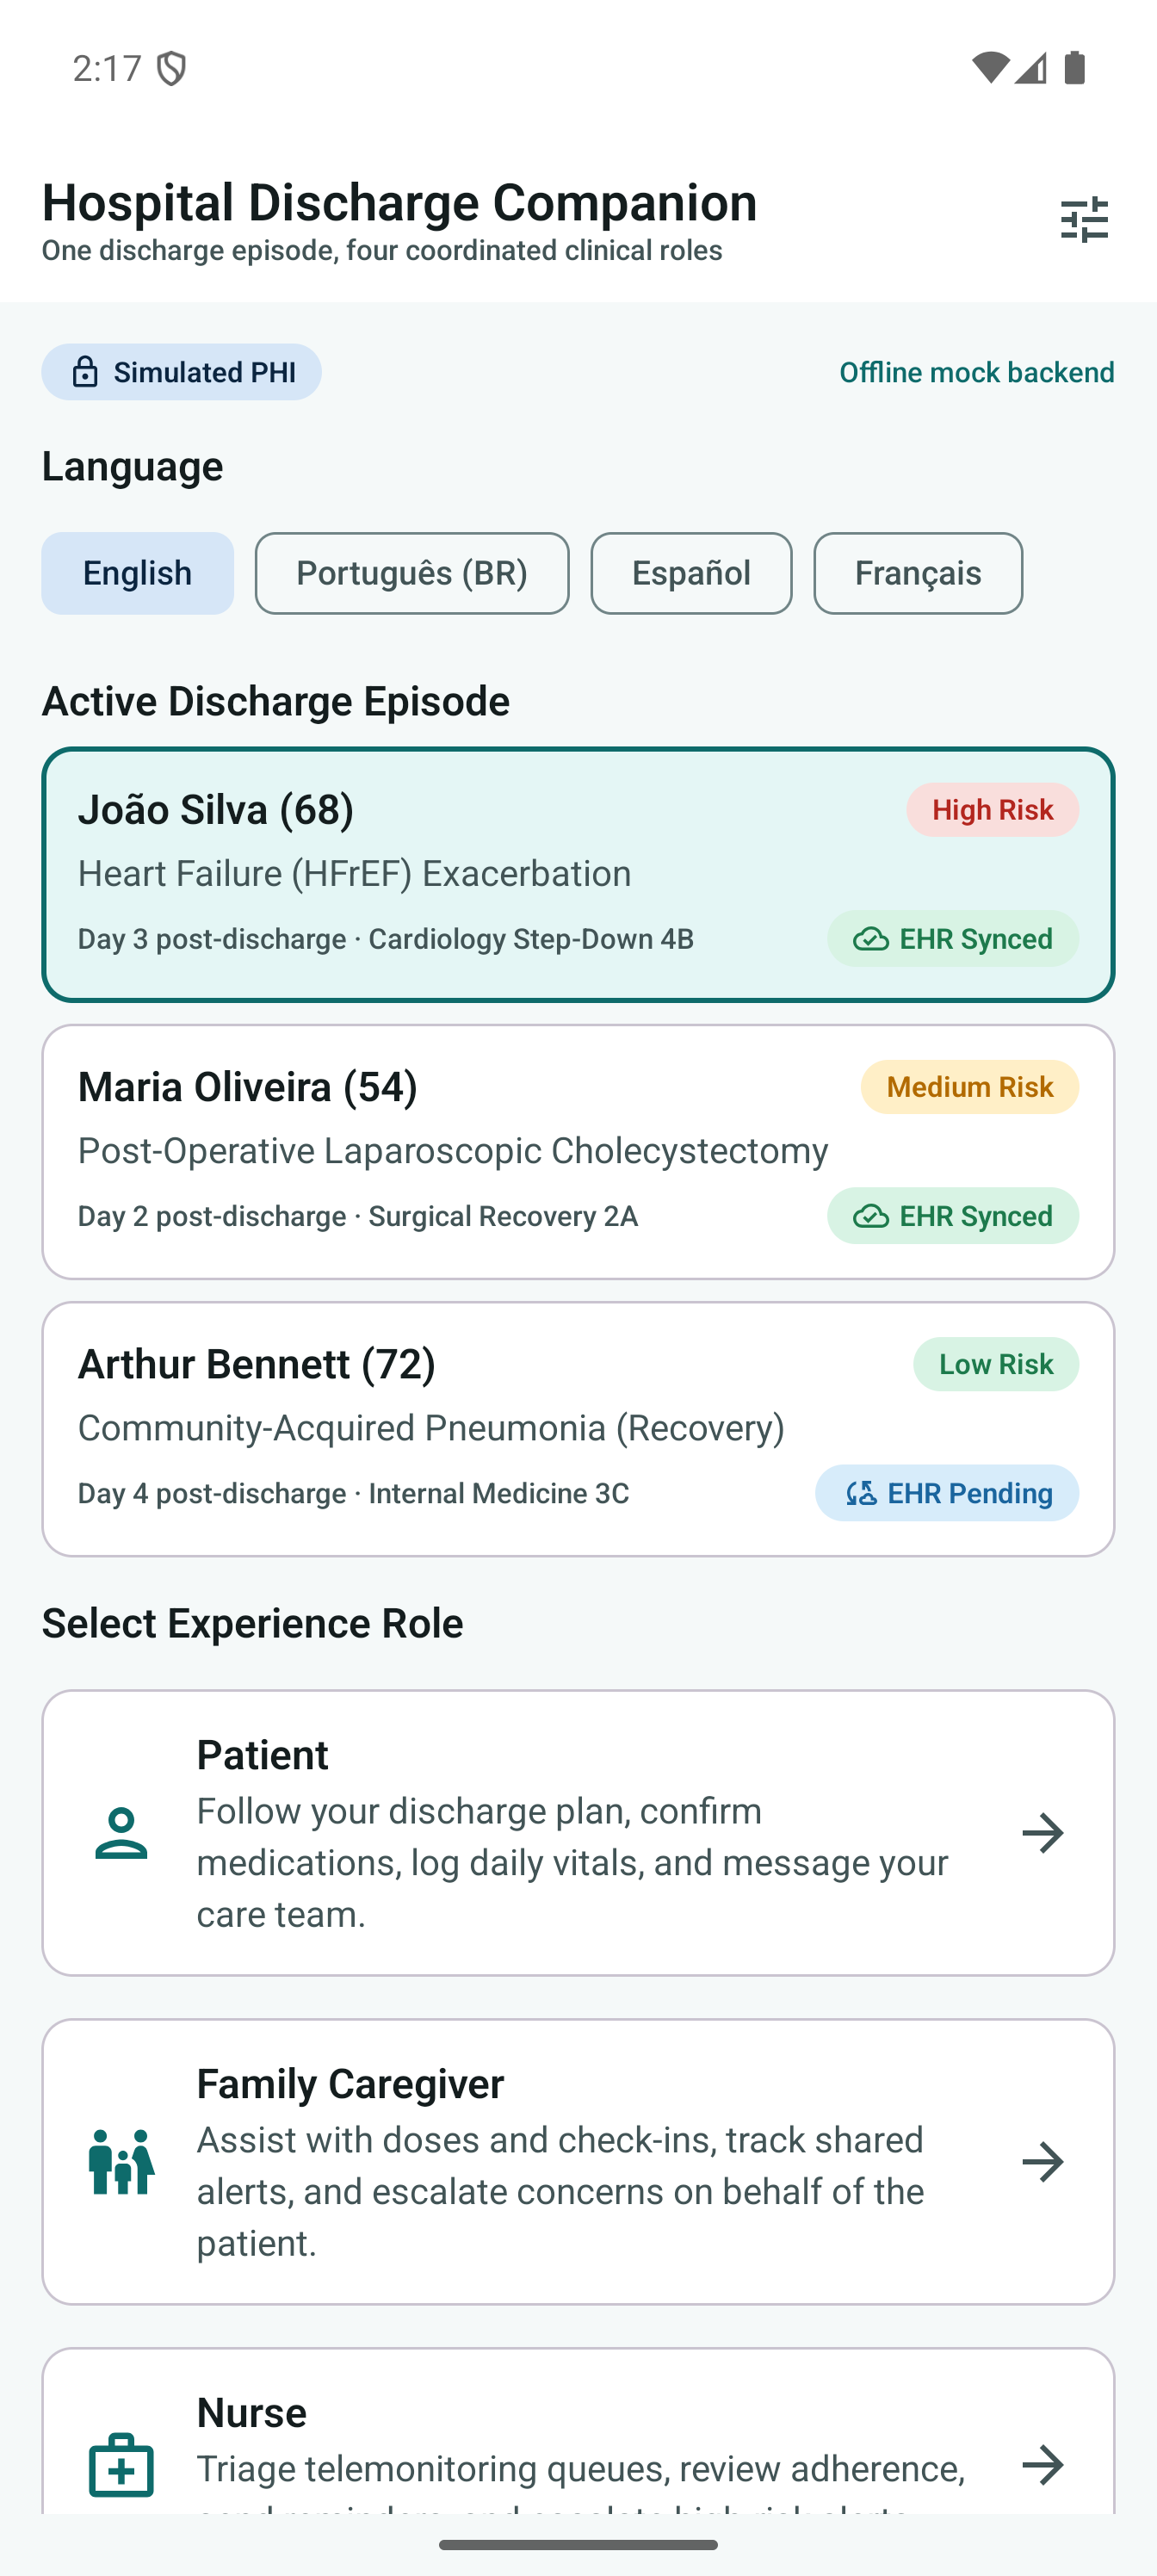 2:17
Hospital Discharge Companion
One discharge episode, four coordinated clinical roles
Simulated PHI
Offline mock backend
Language
English
Português (BR)
Español
Français
Active Discharge Episode
João Silva (68)
High Risk
Heart Failure (HFrEF) Exacerbation
Day 3 post-discharge · Cardiology Step-Down 4B
EHR Synced
Maria Oliveira (54)
Medium Risk
Post-Operative Laparoscopic Cholecystectomy
Day 2 post-discharge · Surgical Recovery 2A
EHR Synced
Arthur Bennett (72)
Low Risk
Community-Acquired Pneumonia (Recovery)
Day 4 post-discharge · Internal Medicine 3C
EHR Pending
Select Experience Role
Patient
Follow your discharge plan, confirm
medications, log daily vitals, and message your
care team.
Family Caregiver
Assist with doses and check-ins, track shared
alerts, and escalate concerns on behalf of the
patient.
Nurse
Triage telemonitoring queues, review adherence,